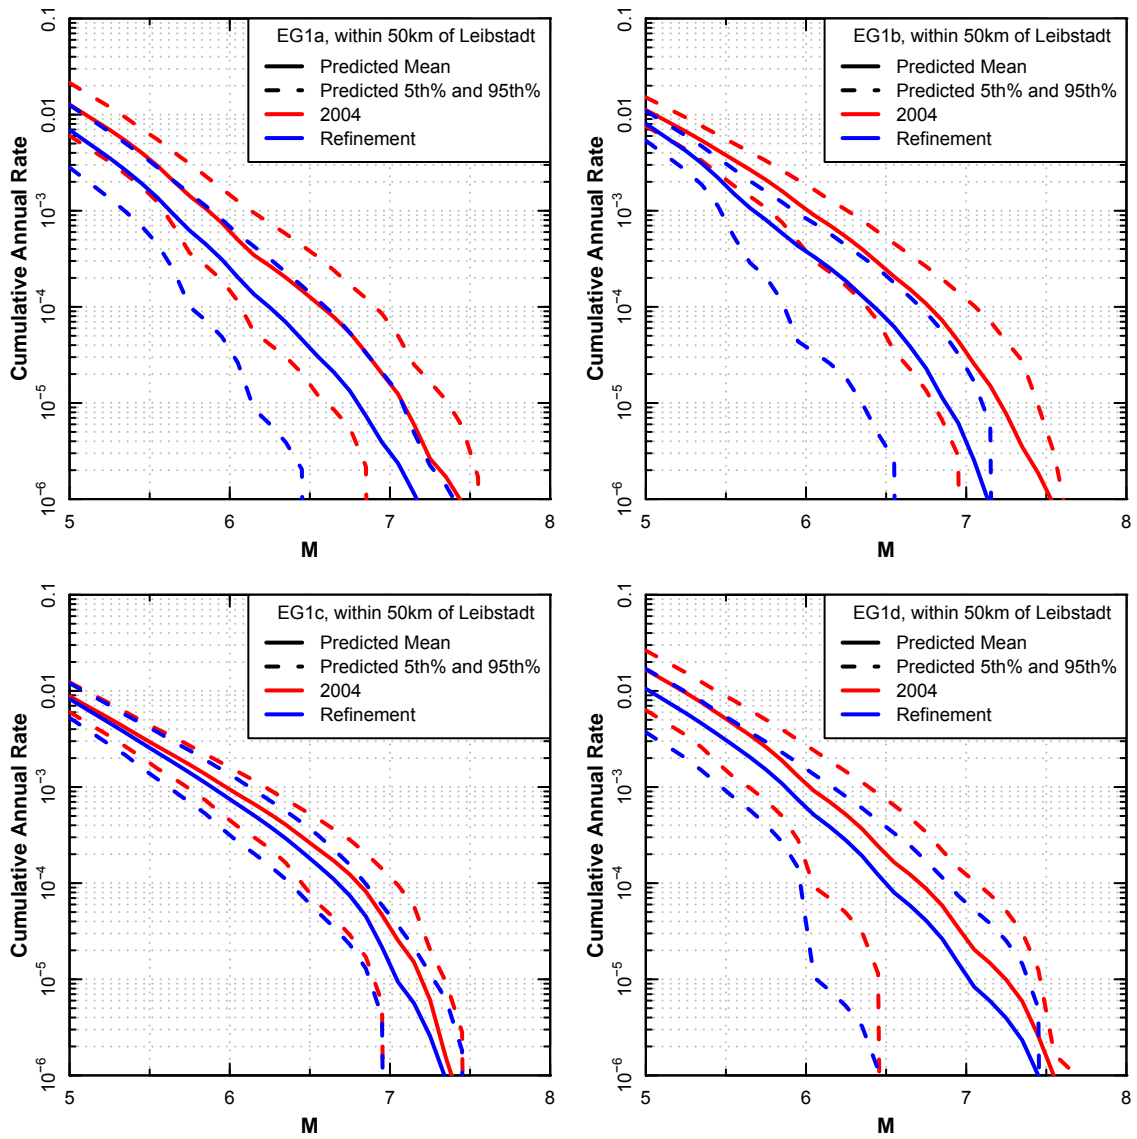 EG1a, within 50km of Leibstadt
Predicted Mean
Predicted 5th% and 95th%
2004
Refinement
Cumulative Annual Rate
0.1
0.01
10−3
10−4
10−5
10−6
5 6 7 8
M
EG1b, within 50km of Leibstadt
Predicted Mean
Predicted 5th% and 95th%
2004
Refinement
Cumulative Annual Rate
0.1
0.01
10−3
10−4
10−5
10−6
5 6 7 8
M
EG1c, within 50km of Leibstadt
Predicted Mean
Predicted 5th% and 95th%
2004
Refinement
Cumulative Annual Rate
0.1
0.01
10−3
10−4
10−5
10−6
5 6 7 8
M
EG1d, within 50km of Leibstadt
Predicted Mean
Predicted 5th% and 95th%
2004
Refinement
Cumulative Annual Rate
0.1
0.01
10−3
10−4
10−5
10−6
5 6 7 8
M